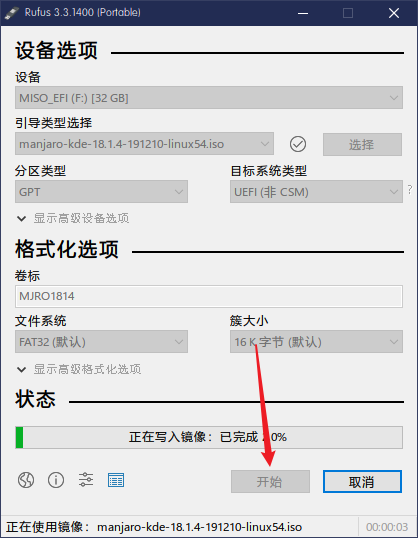 Rufus 3.3.1400 (Portable)
设备选项
设备
MISO_EFI (F:) [32 GB]
引导类型选择
manjaro-kde-18.1.4-191210-linux54.iso
选择
分区类型 目标系统类型
GPT UEFI (非 CSM) ?
显示高级设备选项
格式化选项
卷标
MJRO1814
文件系统 簇大小
FAT32 (默认) 16 K 字节 (默认)
显示高级格式化选项
状态
正在写入镜像：已完成 .0%
开始 取消
正在使用镜像：manjaro-kde-18.1.4-191210-linux54.iso 00:00:03